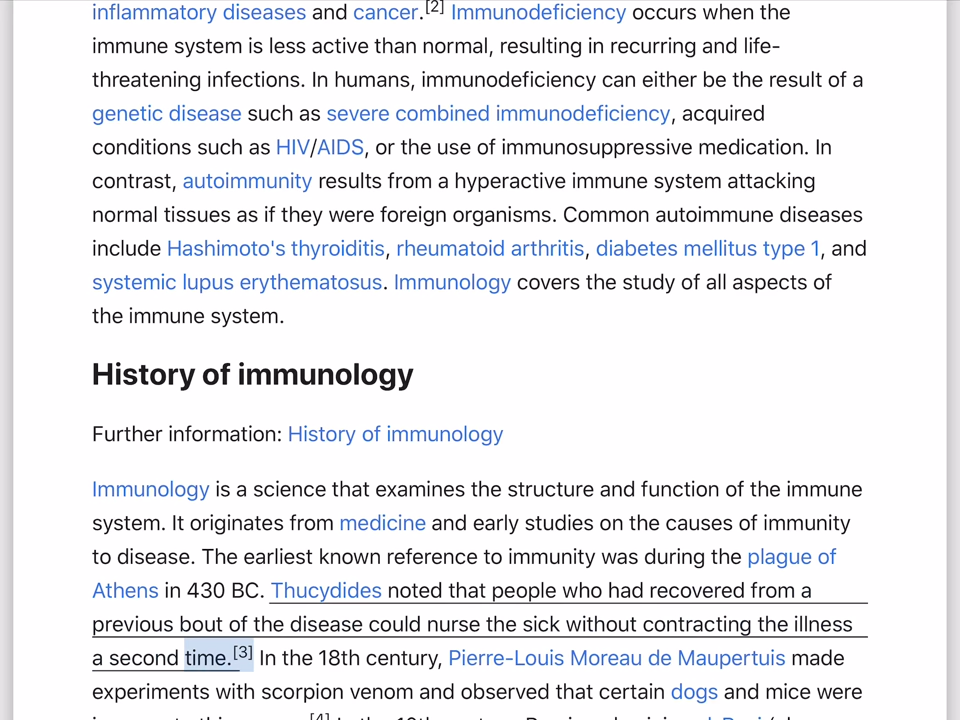 inflammatory diseases and cancer.[2] Immunodeficiency occurs when the
immune system is less active than normal, resulting in recurring and life-
threatening infections. In humans, immunodeficiency can either be the result of a
genetic disease such as severe combined immunodeficiency, acquired
conditions such as HIV/AIDS, or the use of immunosuppressive medication. In
contrast, autoimmunity results from a hyperactive immune system attacking
normal tissues as if they were foreign organisms. Common autoimmune diseases
include Hashimoto's thyroiditis, rheumatoid arthritis, diabetes mellitus type 1, and
systemic lupus erythematosus. Immunology covers the study of all aspects of
the immune system.
History of immunology
Further information: History of immunology
Immunology is a science that examines the structure and function of the immune
system. It originates from medicine and early studies on the causes of immunity
to disease. The earliest known reference to immunity was during the plague of
Athens in 430 BC. Thucydides noted that people who had recovered from a
previous bout of the disease could nurse the sick without contracting the illness
a second time.[3] In the 18th century, Pierre-Louis Moreau de Maupertuis made
experiments with scorpion venom and observed that certain dogs and mice were